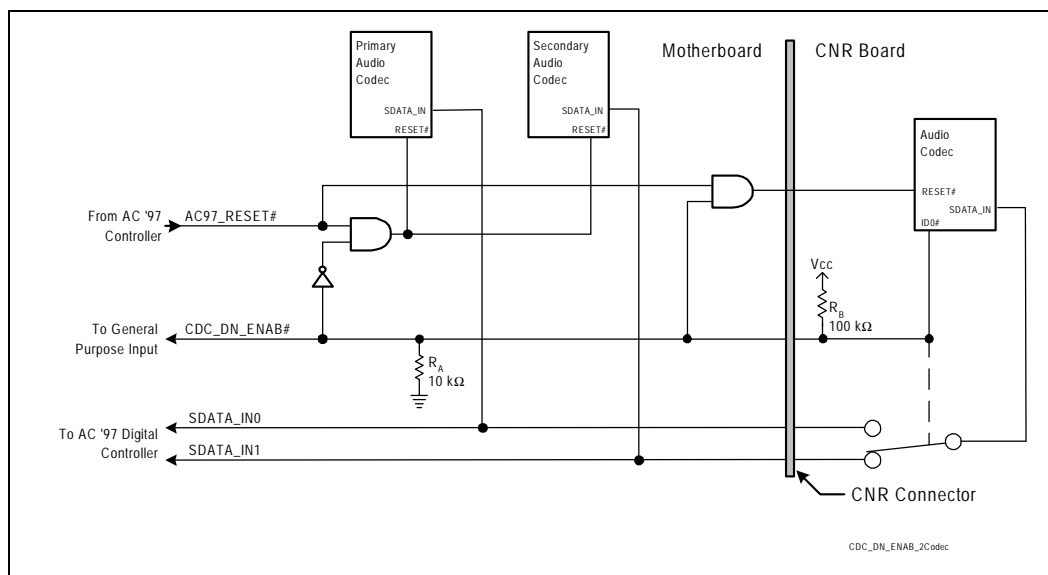 Primary
Audio
Codec
SDATA_IN
RESET#
Secondary
Audio
Codec
SDATA_IN
RESET#
Motherboard
CNR Board
Audio
Codec
RESET#
SDATA_IN
ID0#
From AC '97
Controller
AC97_RESET#
Vcc
R_B
100 kΩ
To General
Purpose Input
CDC_DN_ENAB#
R_A
10 kΩ
To AC '97 Digital
Controller
SDATA_IN0
SDATA_IN1
CNR Connector
CDC_DN_ENAB_2Codec